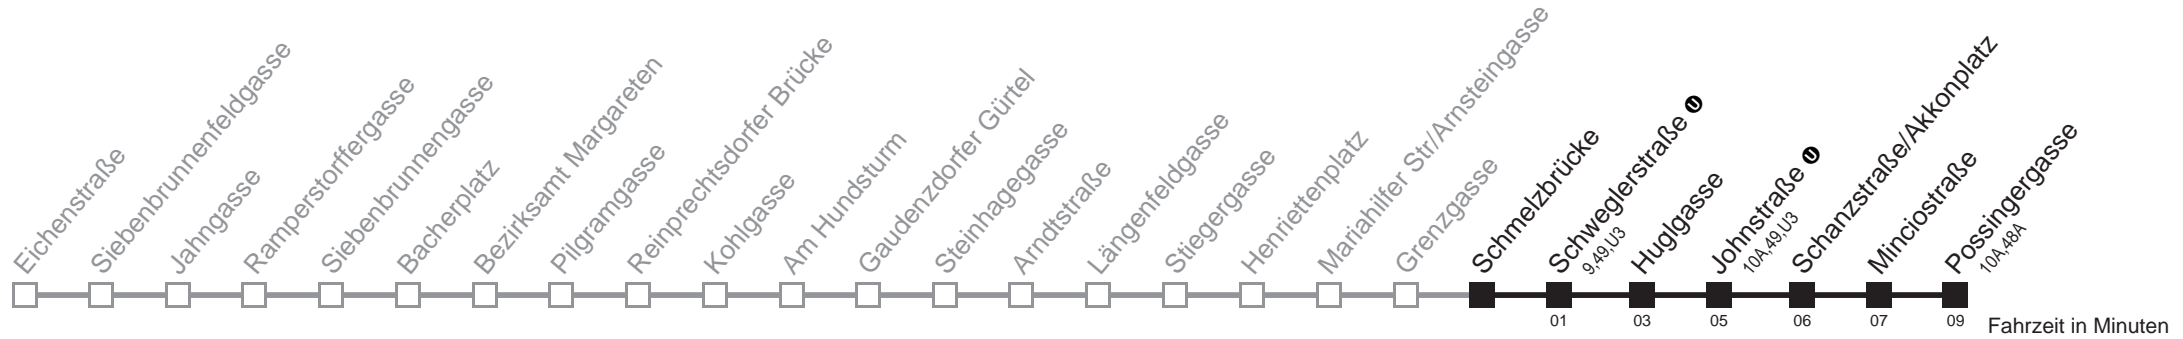 Eichenstraße
Siebenbrunnenfeldgasse
Jahngasse
Ramperstorffergasse
Siebenbrunnengasse
Bacherplatz
Bezirksamt Margareten
Pilgramgasse
Reinprechtsdorfer Brücke
Kohlgasse
Am Hundsturm
Gaudenzdorfer Gürtel
Steinhagegasse
Arndtstraße
Längenfeldgasse
Stiegergasse
Henriettenplatz
Mariahilfer Str/Arnsteingasse
Grenzgasse
Schmelzbrücke
Schweglerstraße U
9,49,U3
Huglgasse
Johnstraße U
10A,49,U3
Schanzstraße/Akkonplatz
Minciostraße
Possingergasse
10A,48A
01 03 05 06 07 09 Fahrzeit in Minuten